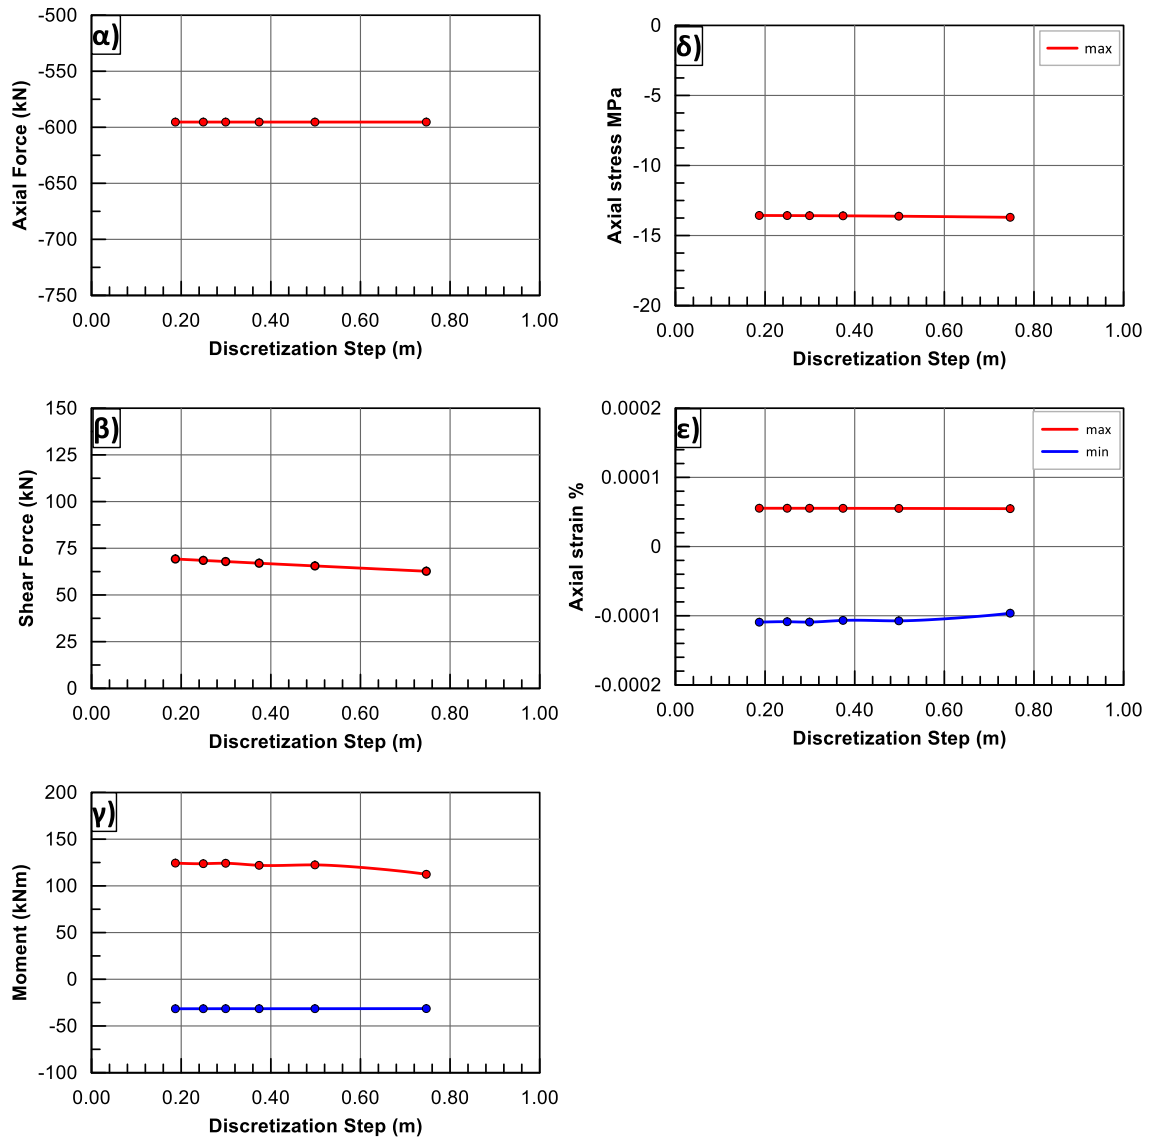 α)
-500
-550
-600
-650
-700
-750
Axial Force (kN)
0.00 0.20 0.40 0.60 0.80 1.00
Discretization Step (m)
δ)
max
0
-5
-10
-15
-20
Axial stress MPa
0.00 0.20 0.40 0.60 0.80 1.00
Discretization Step (m)
β)
150
125
100
75
50
25
0
Shear Force (kN)
0.00 0.20 0.40 0.60 0.80 1.00
Discretization Step (m)
ε)
max
min
0.0002
0.0001
0
-0.0001
-0.0002
Axial strain %
0.00 0.20 0.40 0.60 0.80 1.00
Discretization Step (m)
γ)
200
150
100
50
0
-50
-100
Moment (kNm)
0.00 0.20 0.40 0.60 0.80 1.00
Discretization Step (m)